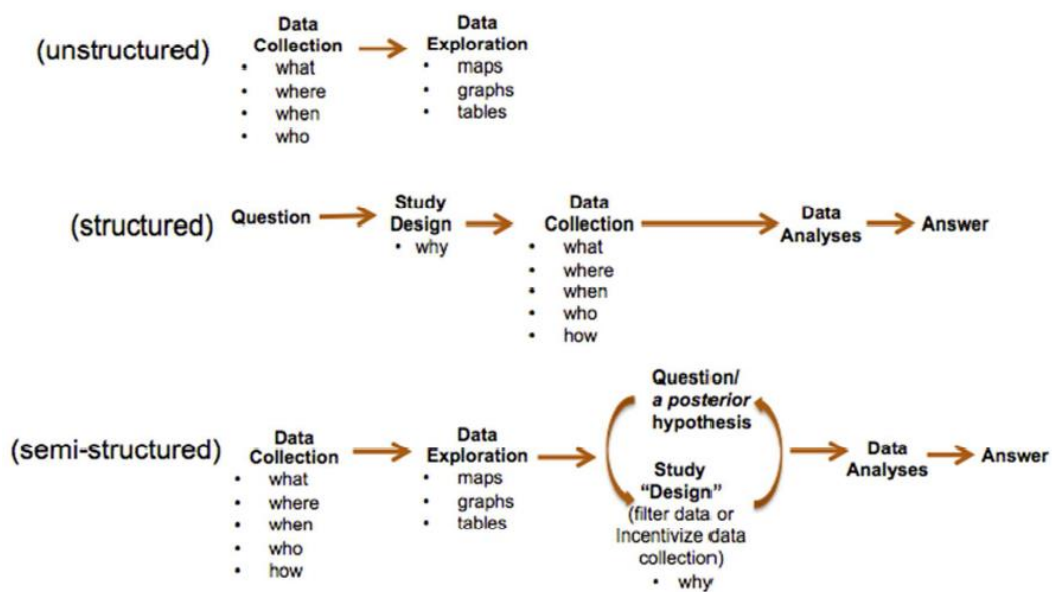 (unstructured)
Data
Collection
• what
• where
• when
• who
Data
Exploration
• maps
• graphs
• tables
(structured)
Question
Study
Design
• why
Data
Collection
• what
• where
• when
• who
• how
Data
Analyses
Answer
(semi-structured)
Data
Collection
• what
• where
• when
• who
• how
Data
Exploration
• maps
• graphs
• tables
Question/
a posterior
hypothesis
Study
"Design"
(filter data or
Incentivize data
collection)
• why
Data
Analyses
Answer